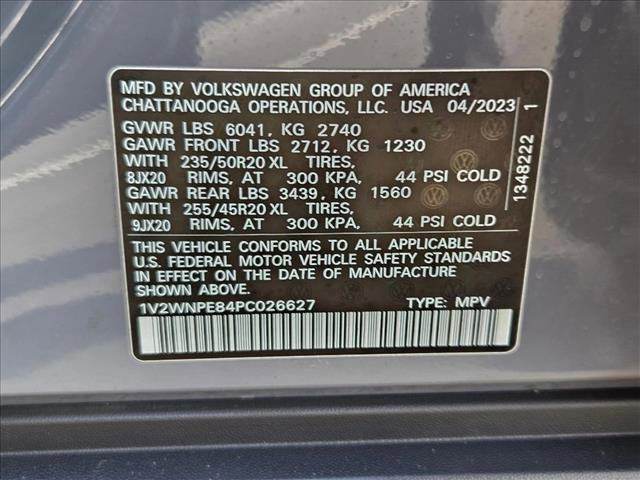 MFD BY VOLKSWAGEN GROUP OF AMERICA
CHATTANOOGA OPERATIONS, LLC. USA 04/2023
GVWR LBS 6041, KG 2740
GAWR FRONT LBS 2712, KG 1230
WITH 235/50R20 XL TIRES,
8JX20 RIMS, AT 300 KPA, 44 PSI COLD
GAWR REAR LBS 3439, KG 1560
WITH 255/45R20 XL TIRES,
9JX20 RIMS, AT 300 KPA, 44 PSI COLD
THIS VEHICLE CONFORMS TO ALL APPLICABLE
U.S. FEDERAL MOTOR VEHICLE SAFETY STANDARDS
IN EFFECT ON THE DATE OF MANUFACTURE
SHOWN ABOVE.
1V2WNPE84PC026627 TYPE: MPV
1348222 1